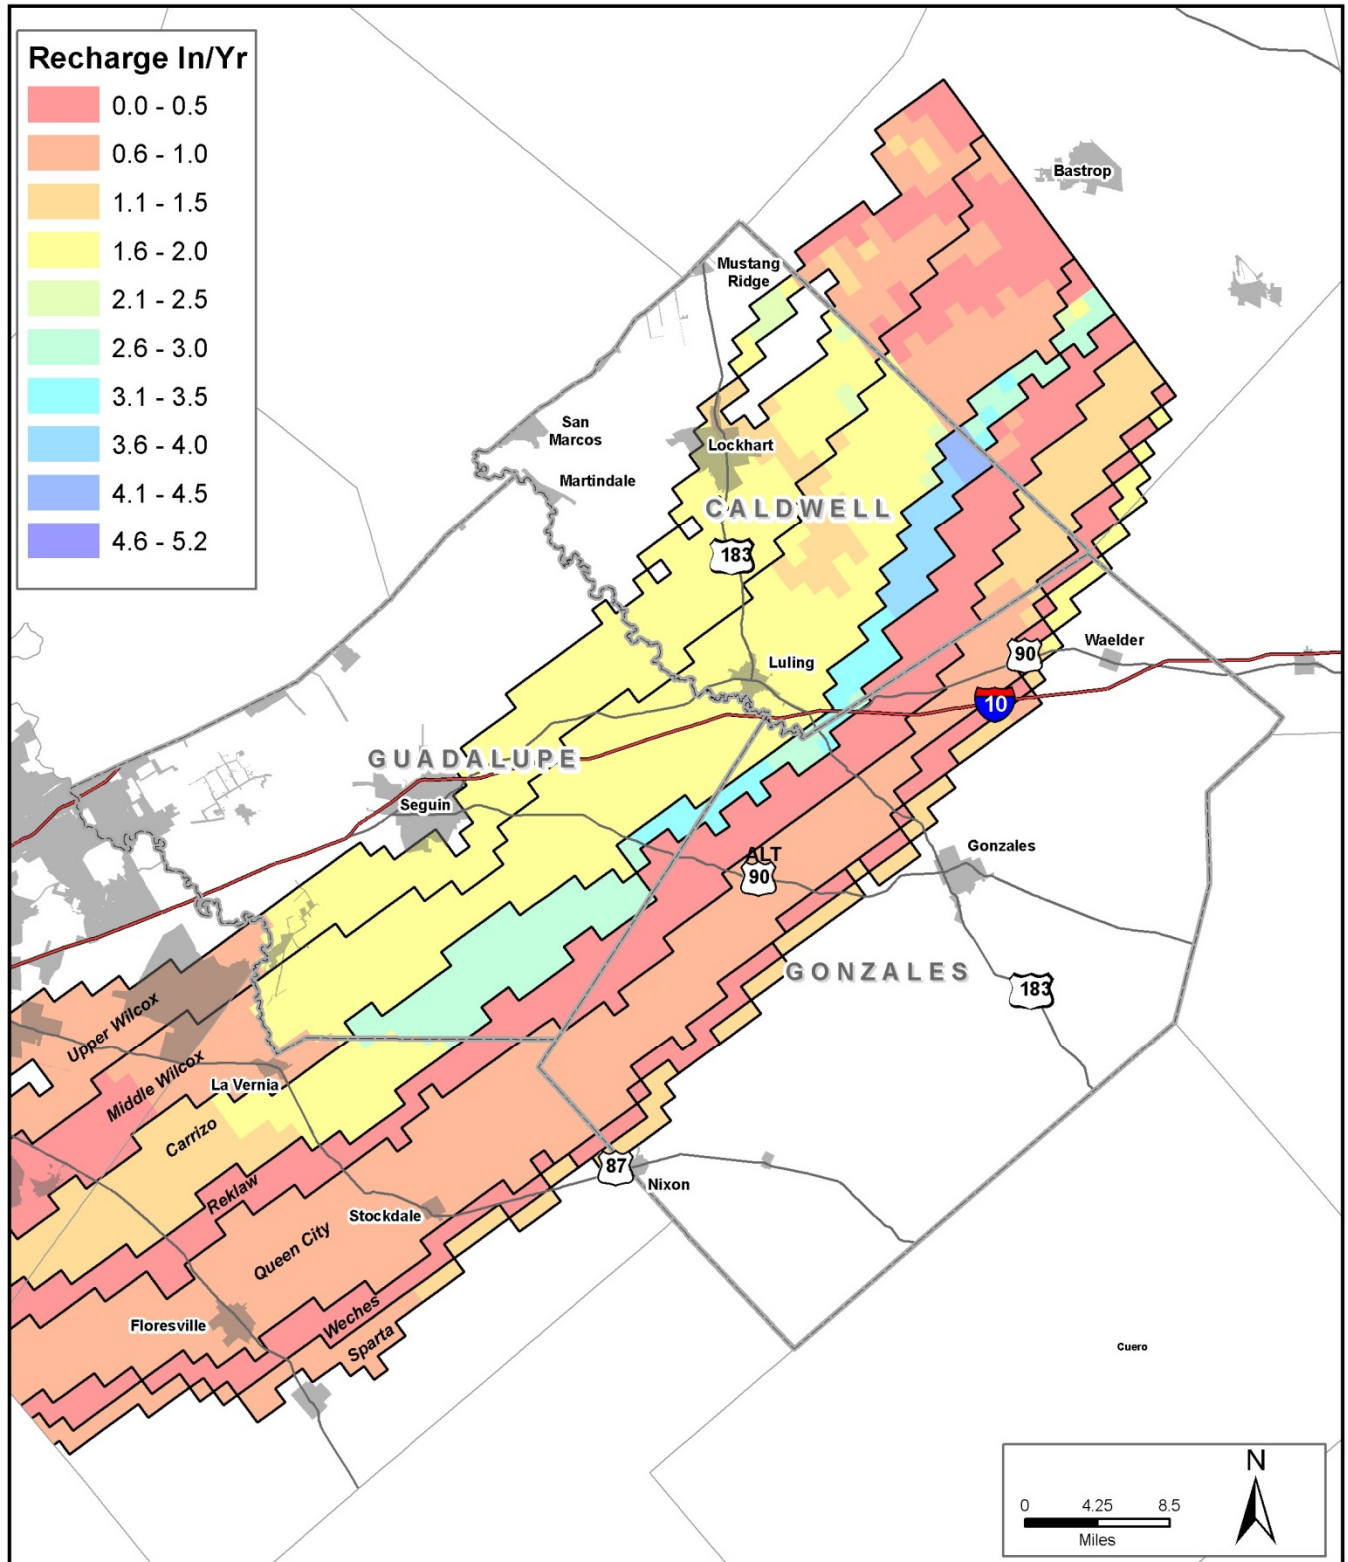 Recharge In/Yr
0.0 - 0.5
0.6 - 1.0
1.1 - 1.5
1.6 - 2.0
2.1 - 2.5
2.6 - 3.0
3.1 - 3.5
3.6 - 4.0
4.1 - 4.5
4.6 - 5.2
Bastrop
Mustang
Ridge
San
Marcos
Lockhart
Martindale
CALDWELL
183
Waelder
90
Luling
10
GUADALUPE
Seguin
Gonzales
ALT
90
GONZALES
183
Upper Wilcox
Middle Wilcox
La Vernia
Carrizo
87
Nixon
Reklaw
Stockdale
Queen City
Weches
Floresville
Sparta
Cuero
N
0 4.25 8.5
Miles